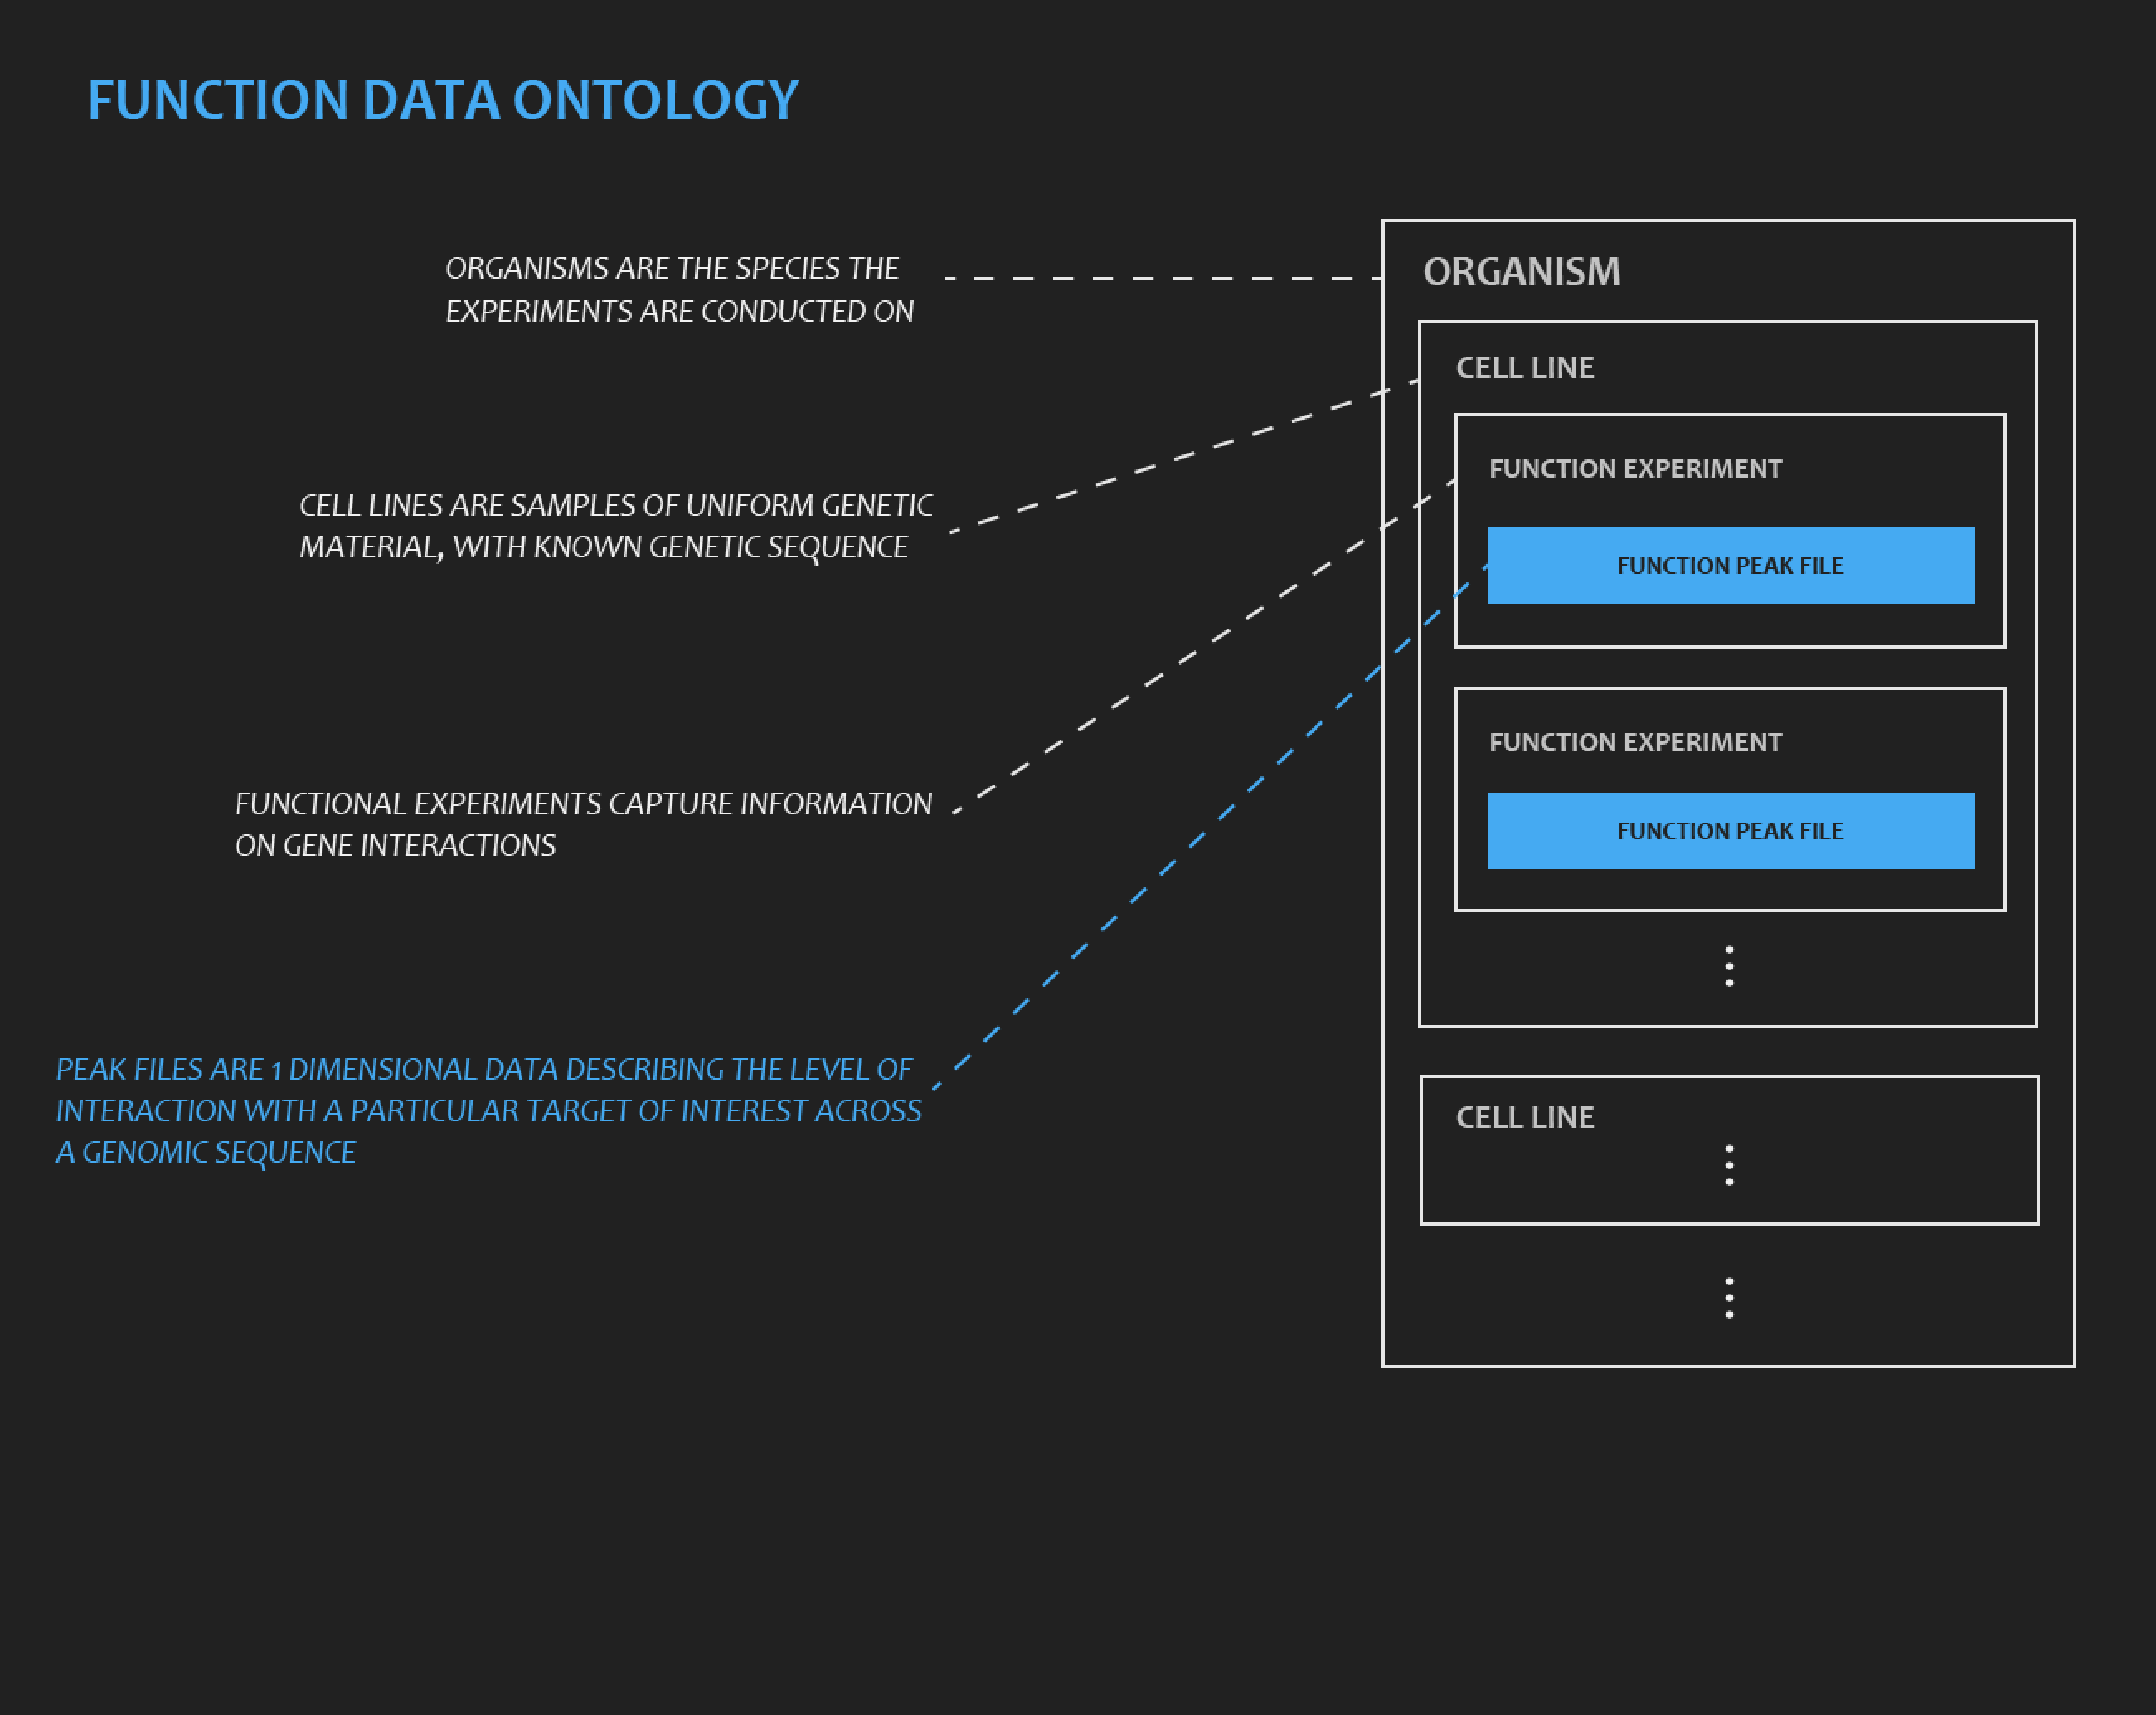 FUNCTION DATA ONTOLOGY
ORGANISMS ARE THE SPECIES THE
EXPERIMENTS ARE CONDUCTED ON
CELL LINES ARE SAMPLES OF UNIFORM GENETIC
MATERIAL, WITH KNOWN GENETIC SEQUENCE
FUNCTIONAL EXPERIMENTS CAPTURE INFORMATION
ON GENE INTERACTIONS
PEAK FILES ARE 1 DIMENSIONAL DATA DESCRIBING THE LEVEL OF
INTERACTION WITH A PARTICULAR TARGET OF INTEREST ACROSS
A GENOMIC SEQUENCE
ORGANISM
CELL LINE
FUNCTION EXPERIMENT
FUNCTION PEAK FILE
FUNCTION EXPERIMENT
FUNCTION PEAK FILE
CELL LINE